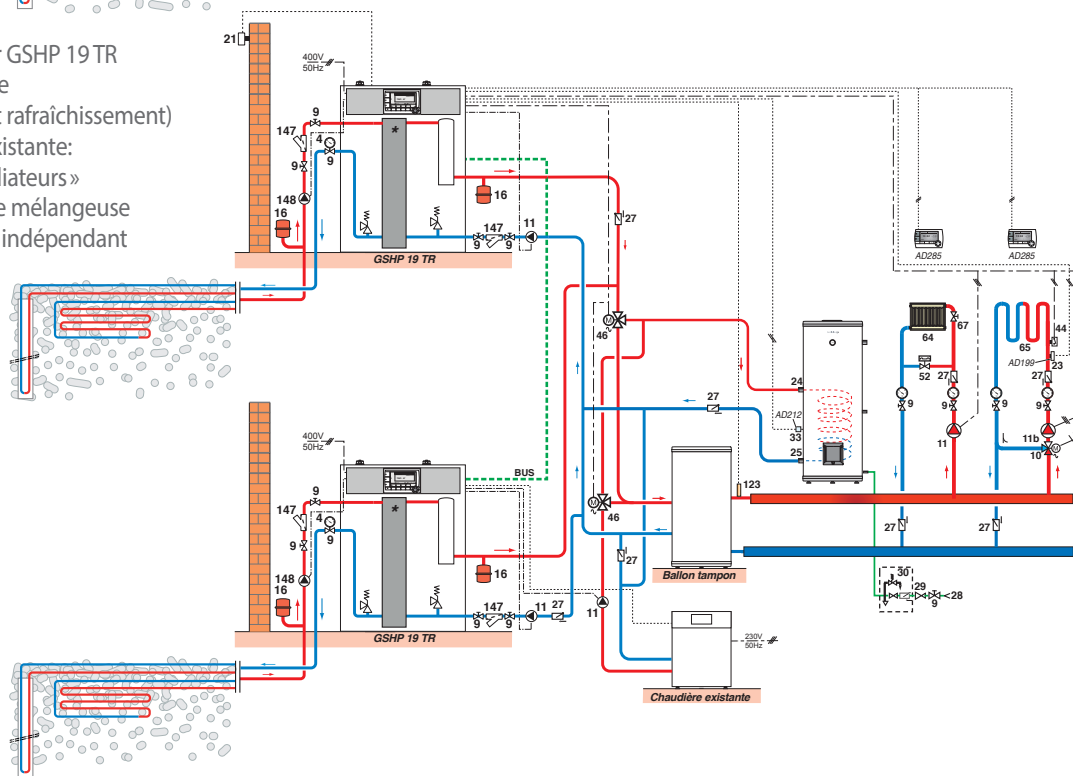 GSHP 19 TR
t rafraîchissement)
xistante:
liateurs»
e mélangeuse
indépendant
21
400V
50Hz
147
9
9
4
9
*
148
16
16
9
147
9
11
27
GSHP 19 TR
46
M
AD285
AD285
64
67
52
27
9
11
65
44
AD199
23
27
9
9
11b
10
M
24
AD212
33
25
27
123
400V
50Hz
BUS
9
147
9
4
9
*
148
16
16
9
147
9
11
27
GSHP 19 TR
M
46
27
11
Ballon tampon
230V
50Hz
Chaudière existante
27
27
30
29
9
28